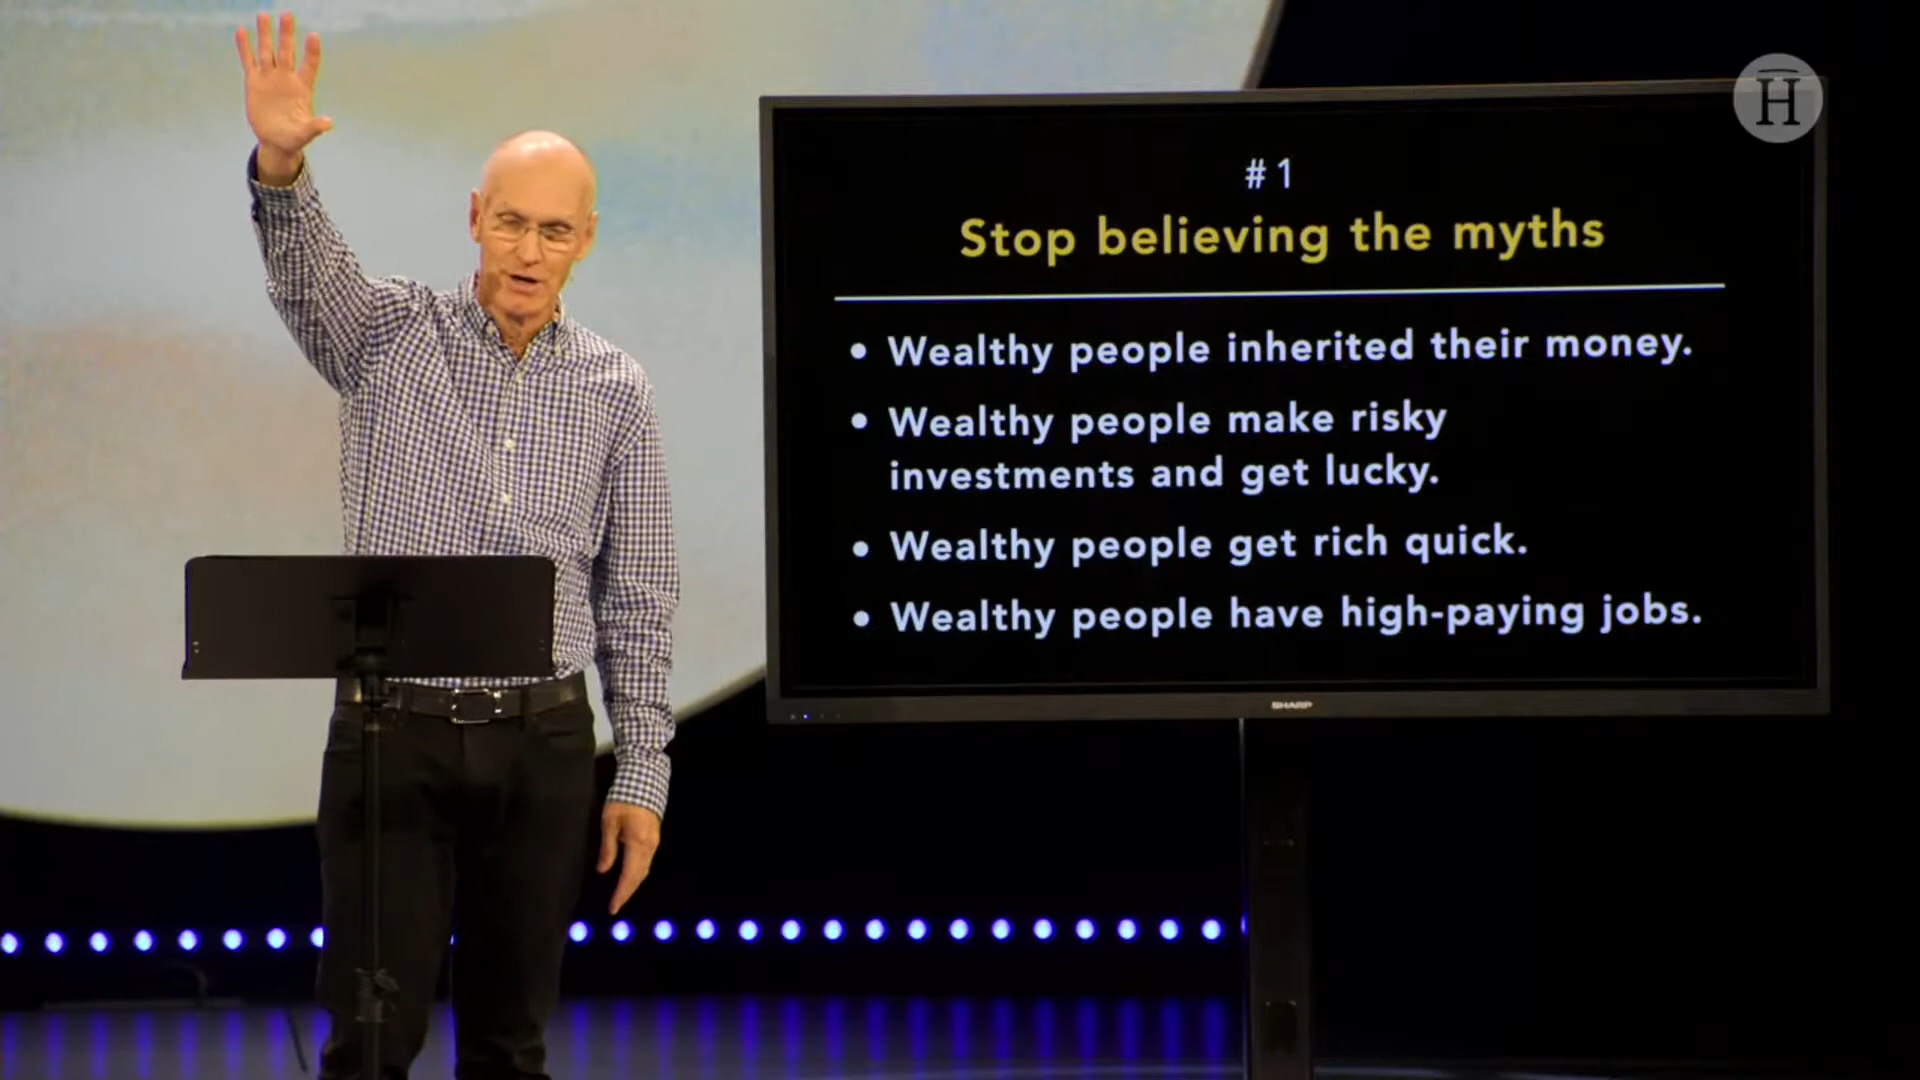 H
#1
Stop believing the myths
• Wealthy people inherited their money.
• Wealthy people make risky
investments and get lucky.
• Wealthy people get rich quick.
• Wealthy people have high-paying jobs.
SHARP